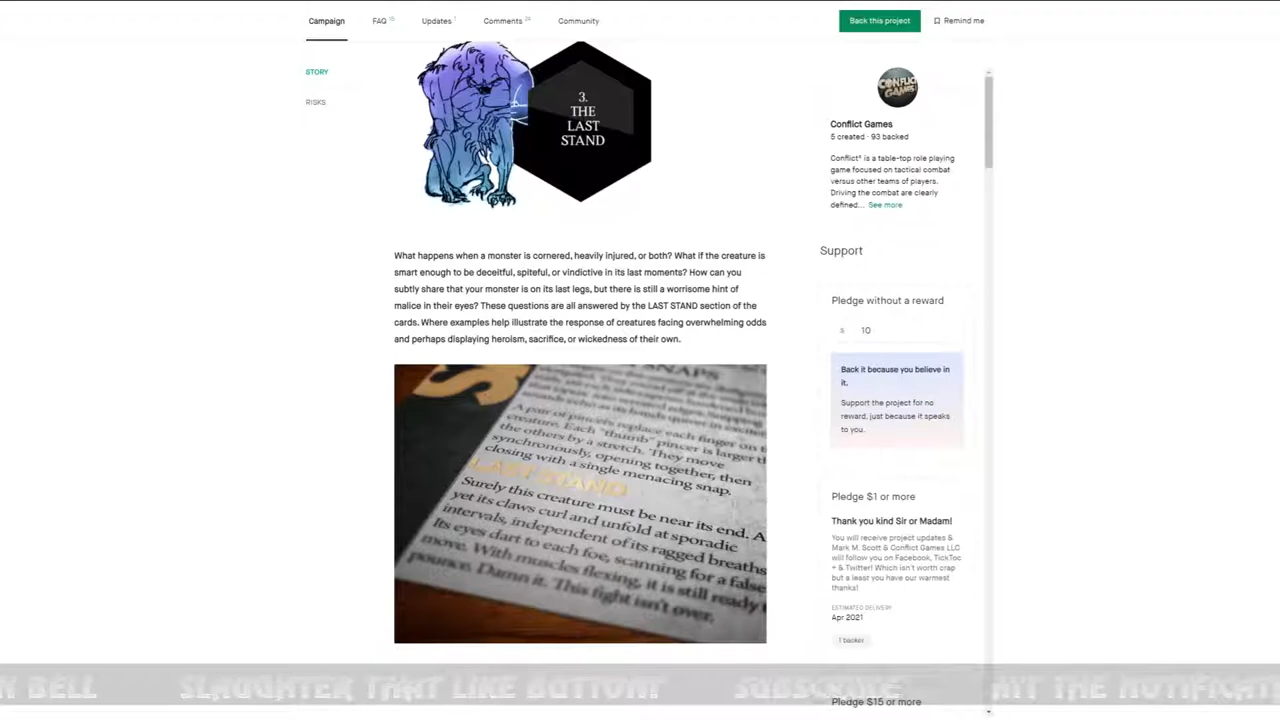 Campaign FAQ 15 Updates 1 Comments Community Back this project Remind me
STORY
RISKS
3.
THE
LAST
STAND
What happens when a monster is cornered, heavily injured, or both? What if the creature is
smart enough to be deceitful, spiteful, or vindictive in its last moments? How can you
subtly share that your monster is on its last legs, but there is still a worrisome hint of
malice in their eyes? These questions are all answered by the LAST STAND section of the
cards. Where examples help illustrate the response of creatures facing overwhelming odds
and perhaps displaying heroism, sacrifice, or wickedness of their own.
SNAPS
A pair of pincers replace each finger on
creature. Each "thumb" pincer is larger th
the others by a stretch. They move
synchronously, opening together, then
closing with a single menacing snap.
LAST STAND
Surely this creature must be near its end. A
yet its claws curl and unfold at sporadic
intervals, independent of its ragged breaths
Its eyes dart to each foe, scanning for a false
move. With muscles flexing, it is still ready
pounce. Damn it. This fight isn't over.
CONFLICT
GAMES
Conflict Games
5 created · 93 backed
Conflict² is a table-top role playing
game focused on tactical combat
versus other teams of players.
Driving the combat are clearly
defined... See more
Support
Pledge without a reward
$ 10
Back it because you believe in
it.
Support the project for no
reward, just because it speaks
to you.
Pledge $1 or more
Thank you kind Sir or Madam!
You will receive project updates &
Mark M. Scott & Conflict Games LLC
will follow you on Facebook, TickToc
+ & Twitter! Which isn't worth crap
but a least you have our warmest
thanks!
ESTIMATED DELIVERY
Apr 2021
1 backer
Pledge $15 or more
BELL SLAUGHTER THAT LIKE BUTTON! SUBSCRIBE HIT THE NOTIFICATI